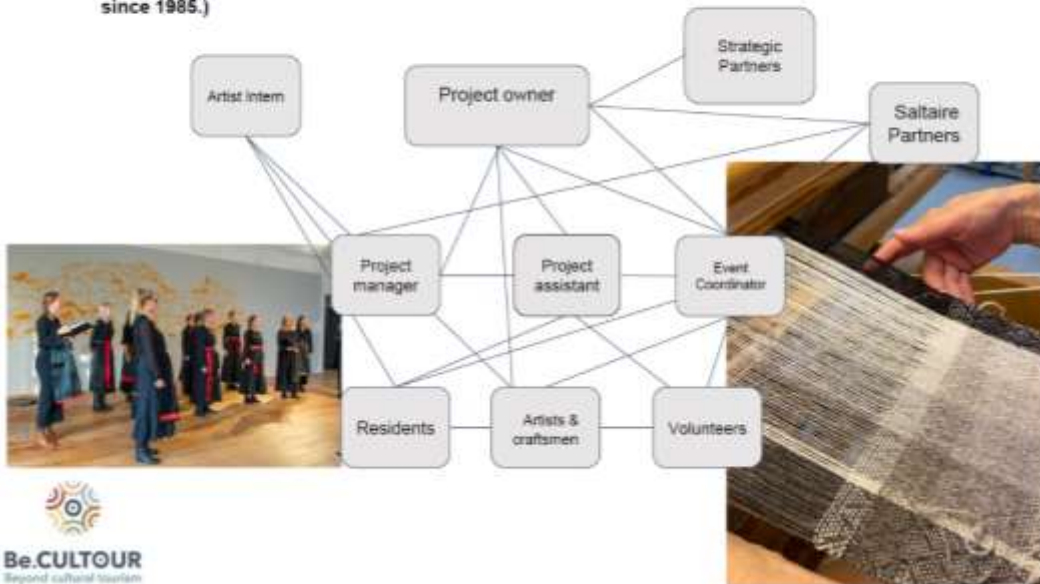 since 1985.)
Strategic
Partners
Artist Intern
Project owner
Saltaire
Partners
Project
manager
Project
assistant
Event
Coordinator
Residents
Artists &
craftsmen
Volunteers
Be.CULTOUR
Beyond cultural tourism